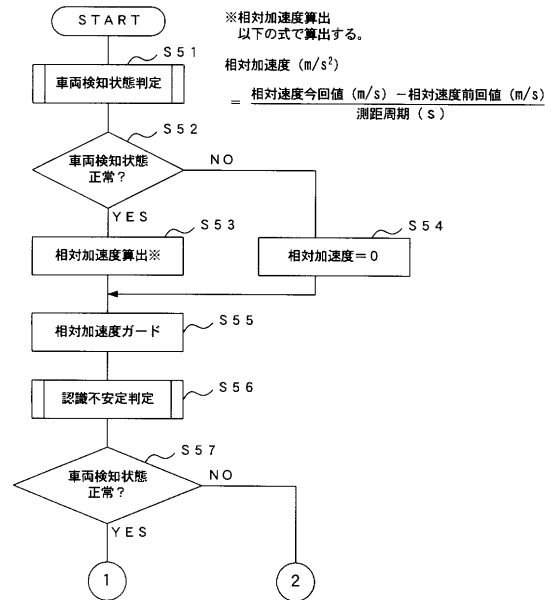 START
※相対加速度算出
以下の式で算出する。
S51
車両検知状態判定
相対加速度 (m/s²)
= 相対速度今回値 (m/s) −相対速度前回値 (m/s)
測距周期 (s)
S52
車両検知状態
正常?
NO
YES
S53
相対加速度算出※
S54
相対加速度=0
S55
相対加速度ガード
S56
認識不安定判定
S57
車両検知状態
正常?
NO
YES
1
2